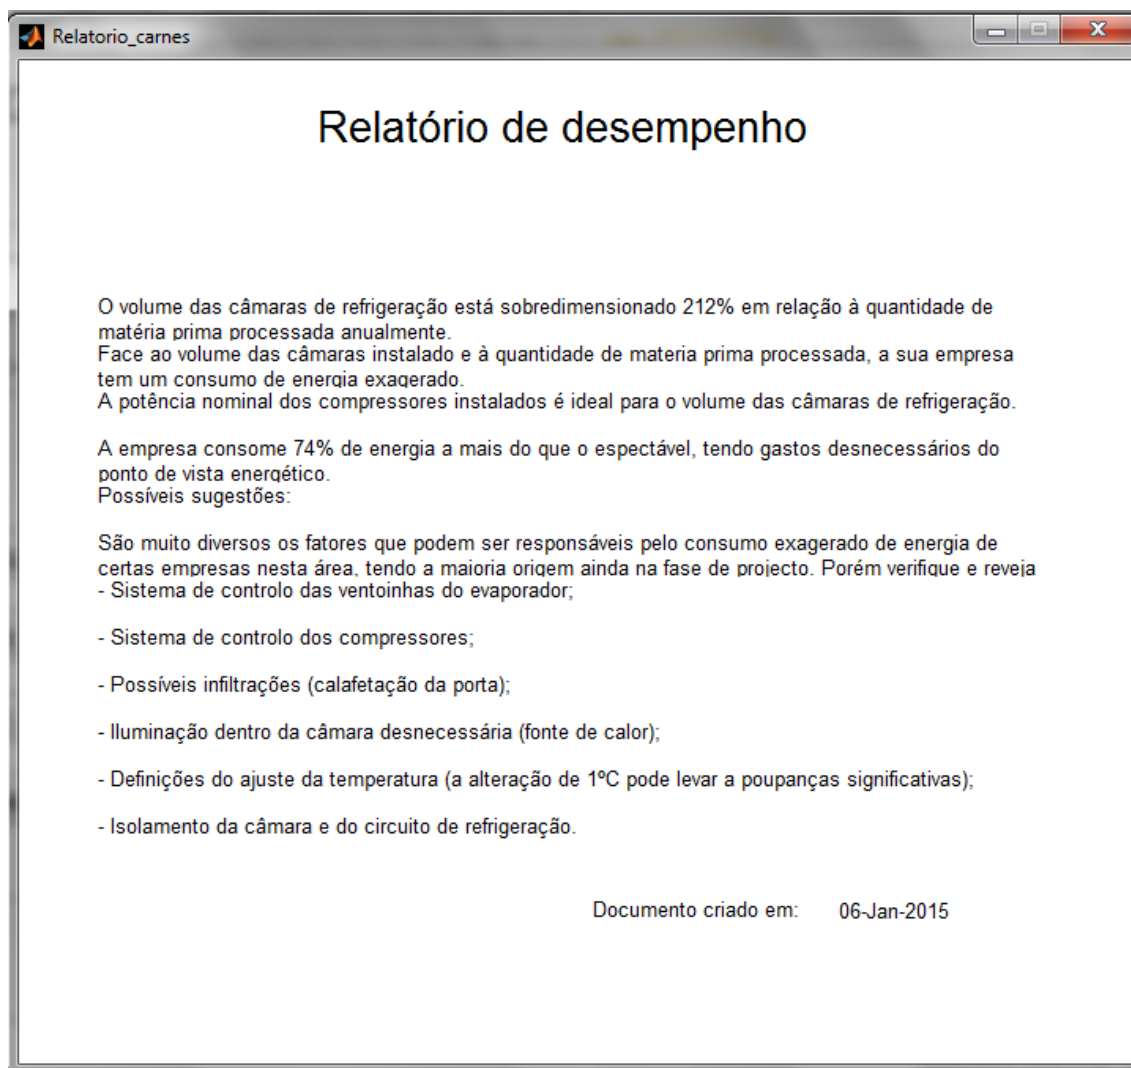 Relatorio_carnes
Relatório de desempenho
O volume das câmaras de refrigeração está sobredimensionado 212% em relação à quantidade de
matéria prima processada anualmente.
Face ao volume das câmaras instalado e à quantidade de materia prima processada, a sua empresa
tem um consumo de energia exagerado.
A potência nominal dos compressores instalados é ideal para o volume das câmaras de refrigeração.
A empresa consome 74% de energia a mais do que o espectável, tendo gastos desnecessários do
ponto de vista energético.
Possíveis sugestões:
São muito diversos os fatores que podem ser responsáveis pelo consumo exagerado de energia de
certas empresas nesta área, tendo a maioria origem ainda na fase de projecto. Porém verifique e reveja
- Sistema de controlo das ventoinhas do evaporador;
- Sistema de controlo dos compressores;
- Possíveis infiltrações (calafetação da porta);
- Iluminação dentro da câmara desnecessária (fonte de calor);
- Definições do ajuste da temperatura (a alteração de 1ºC pode levar a poupanças significativas);
- Isolamento da câmara e do circuito de refrigeração.
Documento criado em: 06-Jan-2015